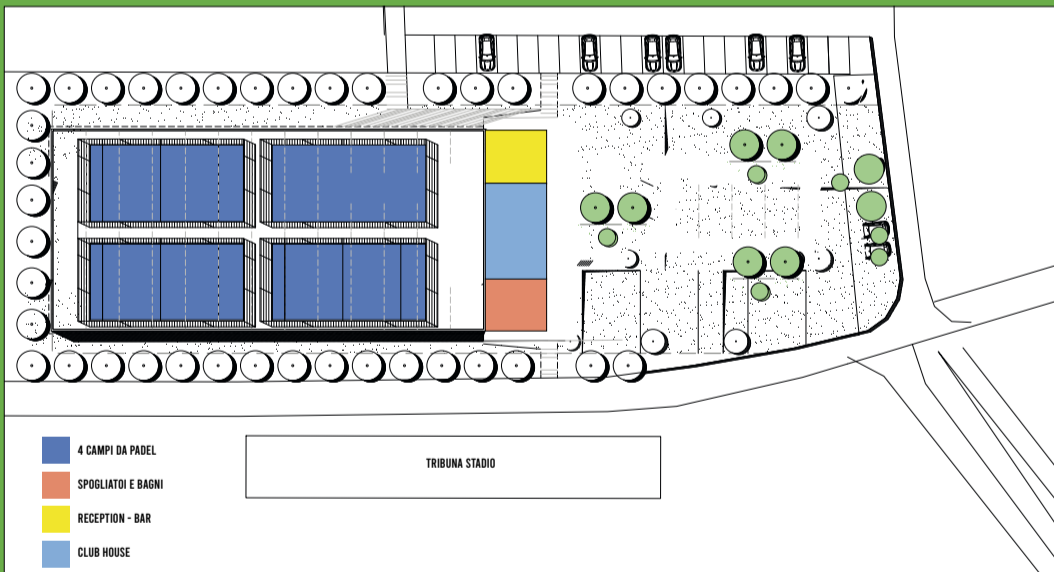 4 CAMPI DA PADEL
TRIBUNA STADIO
SPOGLIATOI E BAGNI
RECEPTION - BAR
CLUB HOUSE